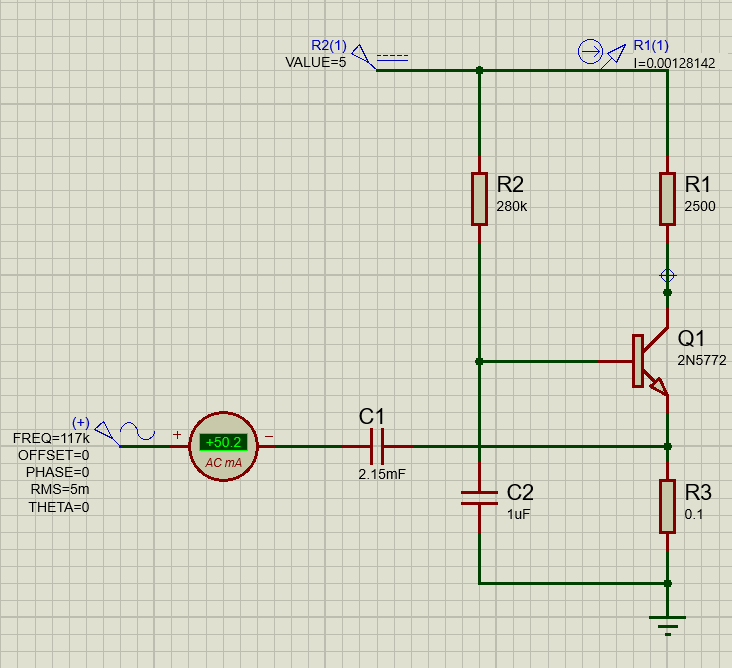 R2(1)
VALUE=5
R1(1)
I=0.00128142
R2
280k
R1
2500
Q1
2N5772
(+)
FREQ=117k
OFFSET=0
PHASE=0
RMS=5m
THETA=0
+
+50.2
AC mA
−
C1
2.15mF
C2
1uF
R3
0.1